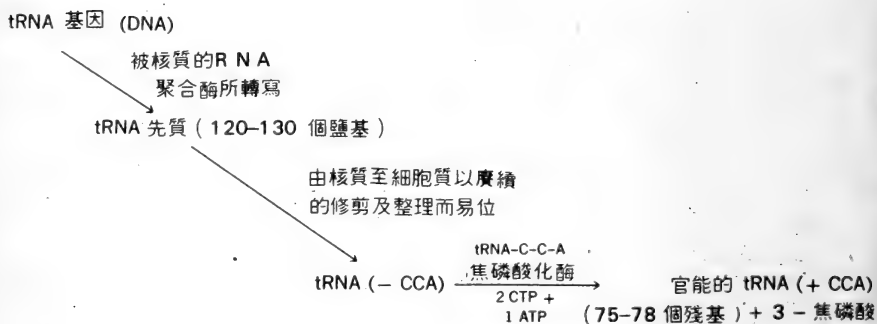 tRNA 基因 (DNA)
被核質的RNA
聚合酶所轉寫
tRNA 先質 ( 120–130 個鹽基 )
由核質至細胞質以賡續
的修剪及整理而易位
tRNA (– CCA)
tRNA-C-C-A
焦磷酸化酶
2 CTP +
1 ATP
官能的 tRNA (+ CCA)
(75–78 個殘基 ) + 3 – 焦磷酸